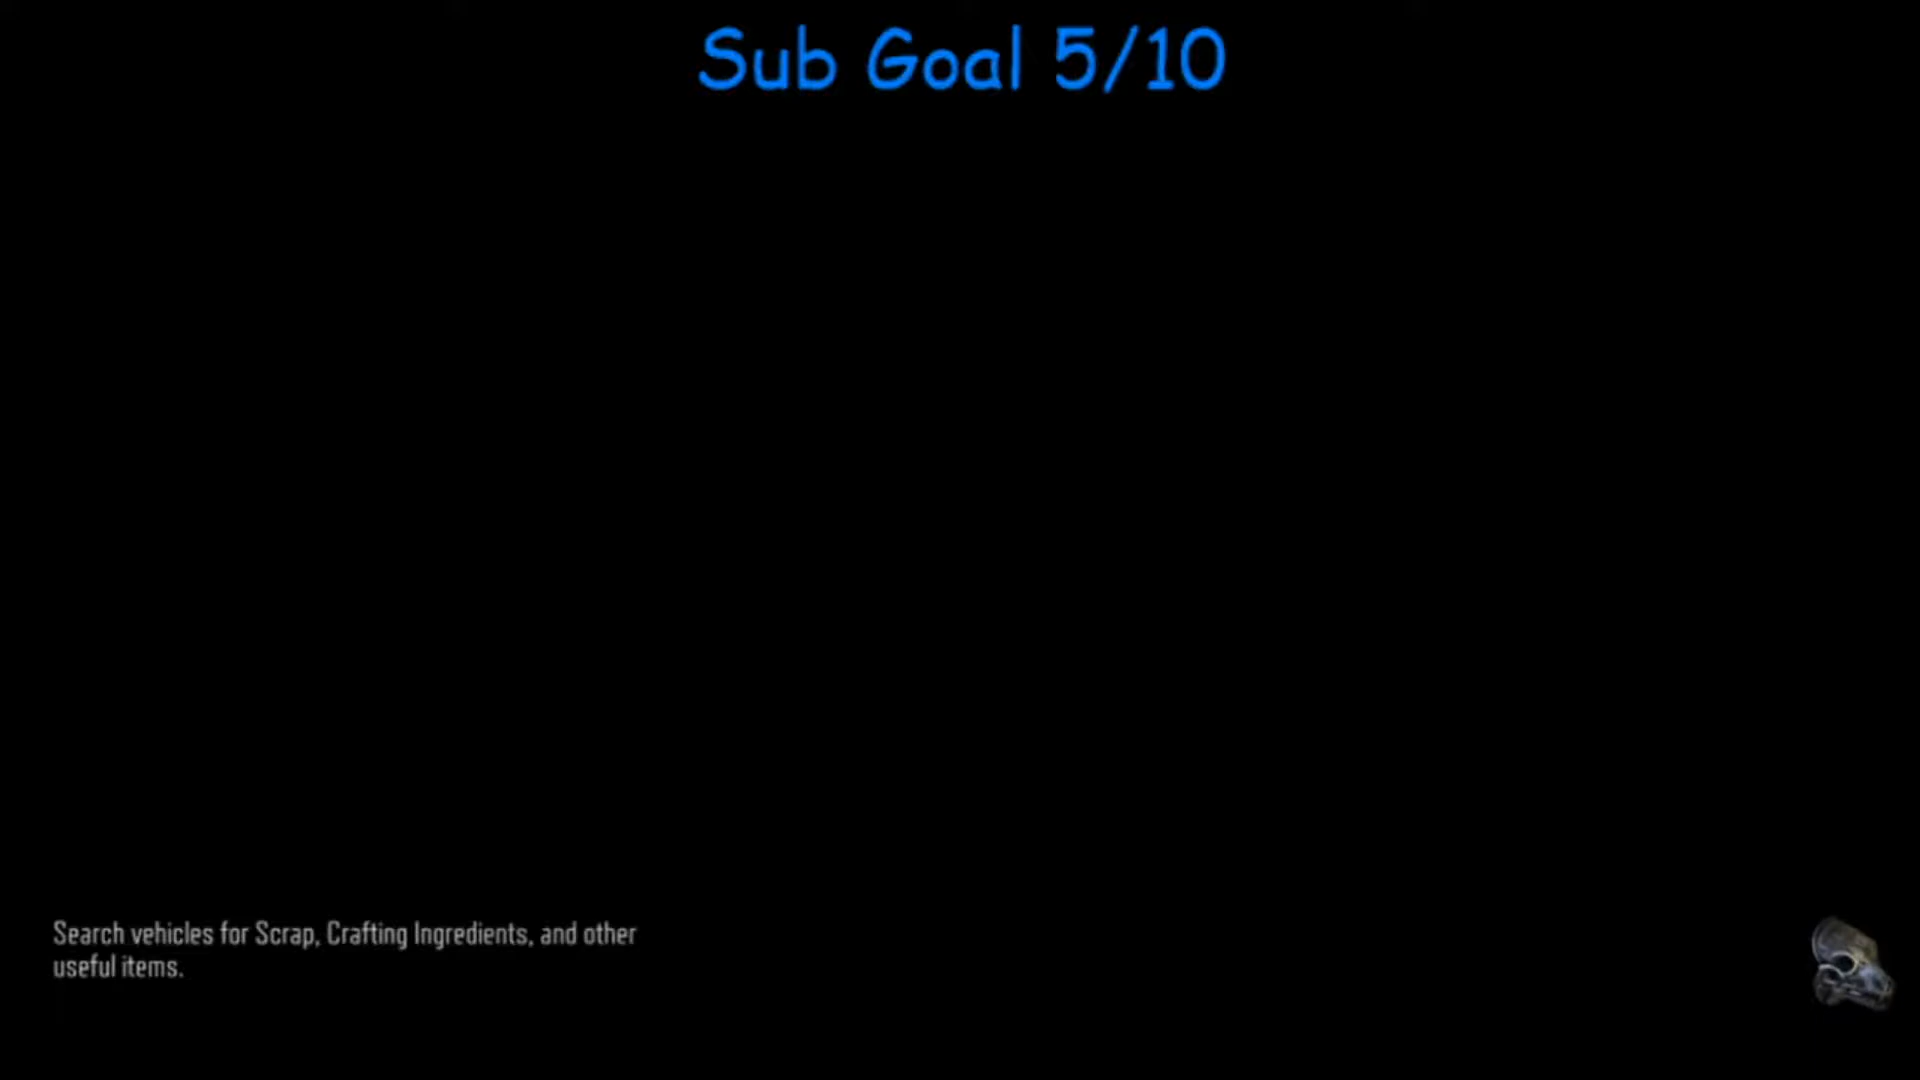 Sub Goal 5/10
Search vehicles for Scrap, Crafting Ingredients, and other
useful items.